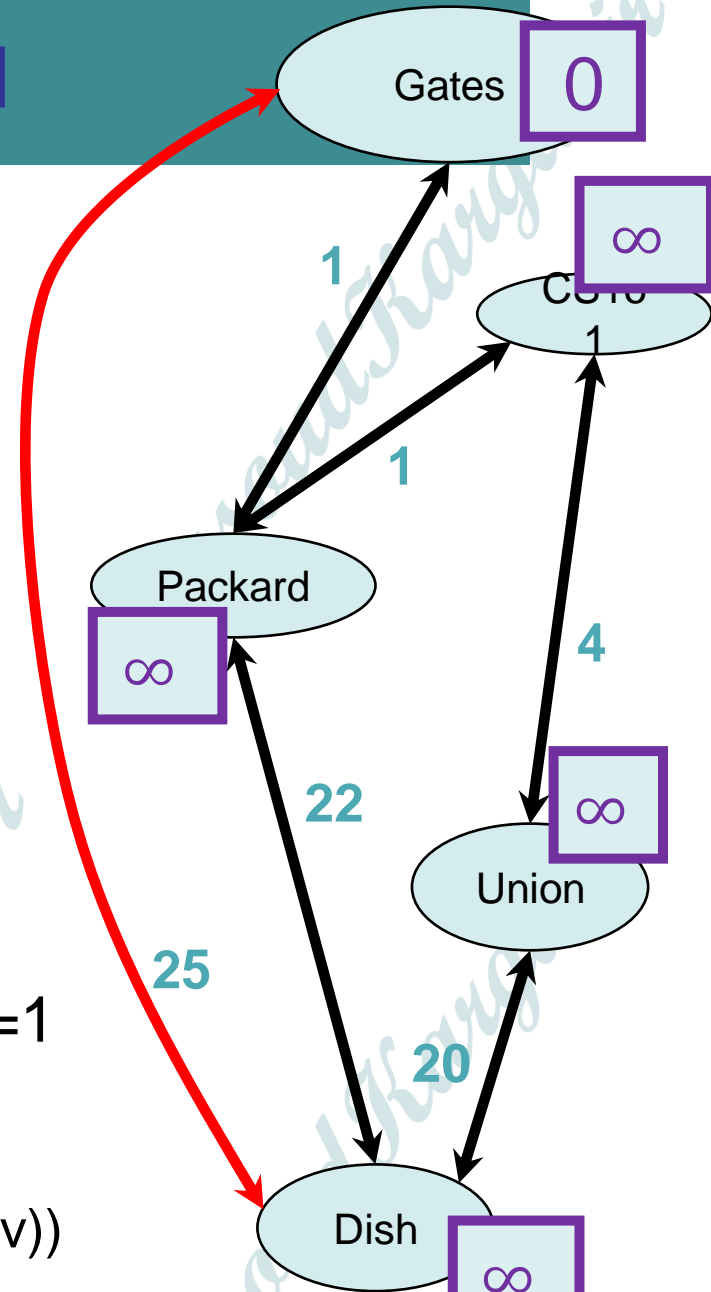 Gates
0
∞
CS16
1
1
1
Packard
∞
4
22
∞
Union
25
=1
20
v))
Dish
∞